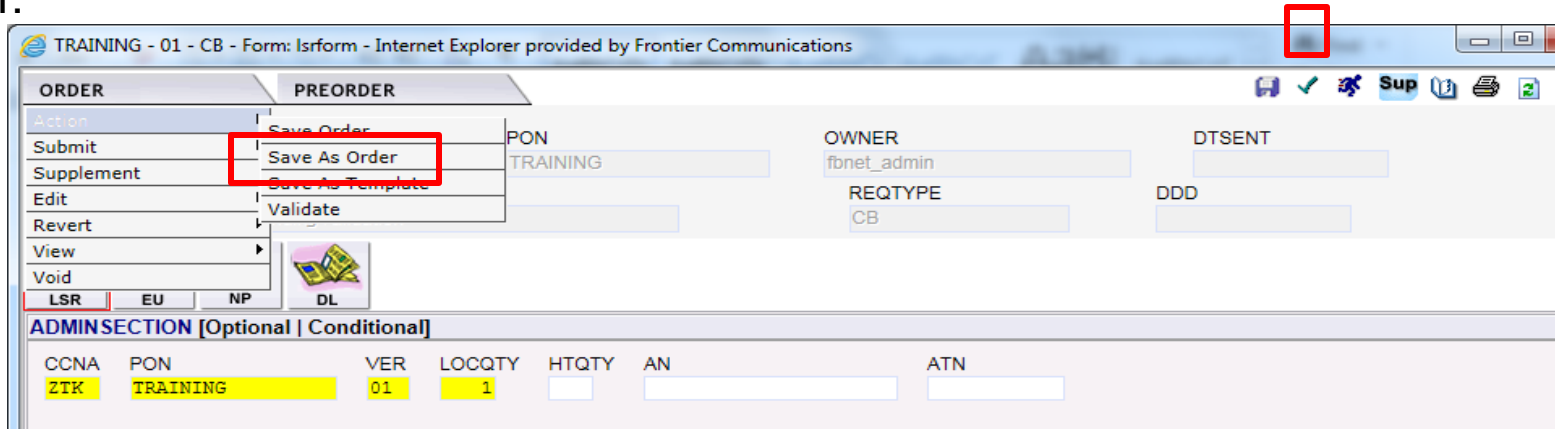 1.
TRAINING - 01 - CB - Form: lsrform - Internet Explorer provided by Frontier Communications
ORDER PREORDER Sup
Action Save Order PON OWNER DTSENT
Submit Save As Order TRAINING fbnet_admin
Supplement Save As Template
Edit Validate REQTYPE DDD
Revert CB
View
Void
LSR EU NP DL
ADMINSECTION [Optional | Conditional]
CCNA PON VER LOCQTY HTQTY AN ATN
ZTK TRAINING 01 1